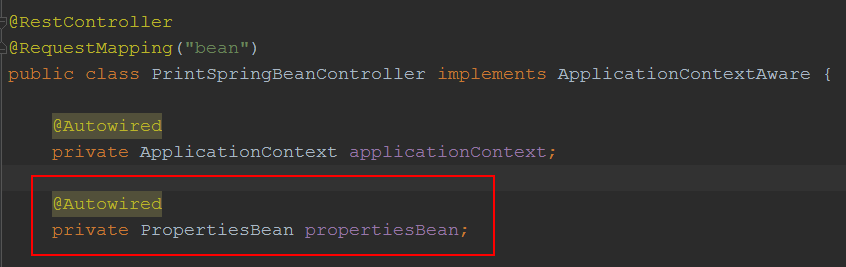 @RestController
@RequestMapping("bean")
public class PrintSpringBeanController implements ApplicationContextAware {
@Autowired
private ApplicationContext applicationContext;
@Autowired
private PropertiesBean propertiesBean;